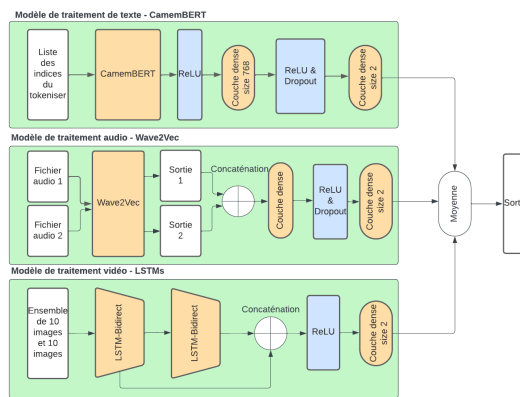 Modèle de traitement de texte - CamemBERT
Liste
des
indices
du
tokeniser
CamemBERT
ReLU
Couche dense
size 768
ReLU &
Dropout
Couche dense
size 2
Modèle de traitement audio - Wave2Vec
Fichier
audio 1
Fichier
audio 2
Wave2Vec
Sortie
1
Sortie
2
Concaténation
Couche dense
ReLU
&
Dropout
Couche dense
size 2
Moyenne
Sort
Modèle de traitement vidéo - LSTMs
Ensemble
de 10
images
et 10
images
LSTM-Bidirect
LSTM-Bidirect
Concaténation
ReLU
Couche dense
size 2